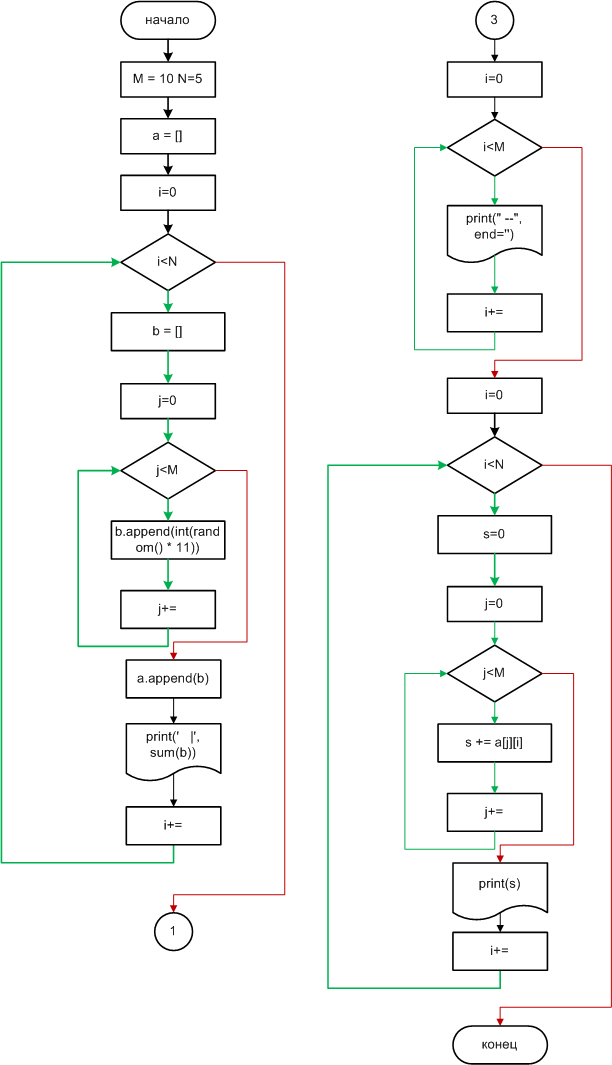 начало
M = 10 N=5
a = []
i=0
i<N
b = []
j=0
j<M
b.append(int(rand
om() * 11))
j+=
a.append(b)
print('   |',
sum(b))
i+=
1
3
i=0
i<M
print(" --",
end='')
i+=
i=0
i<N
s=0
j=0
j<M
s += a[j][i]
j+=
print(s)
i+=
конец